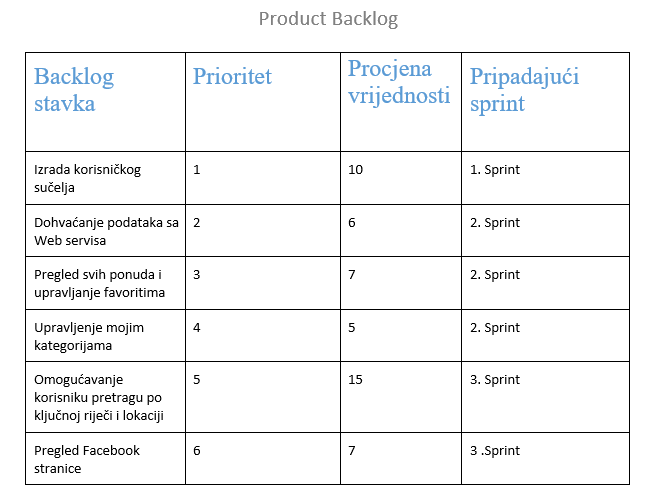 Product Backlog
Backlog
stavka
Prioritet
Procjena
vrijednosti
Pripadajući
sprint
Izrada korisničkog
sučelja
1
10
1. Sprint
Dohvaćanje podataka sa
Web servisa
2
6
2. Sprint
Pregled svih ponuda i
upravljanje favoritima
3
7
2. Sprint
Upravljenje mojim
kategorijama
4
5
2. Sprint
Omogućavanje
korisniku pretragu po
ključnoj riječi i lokaciji
5
15
3. Sprint
Pregled Facebook
stranice
6
7
3 .Sprint